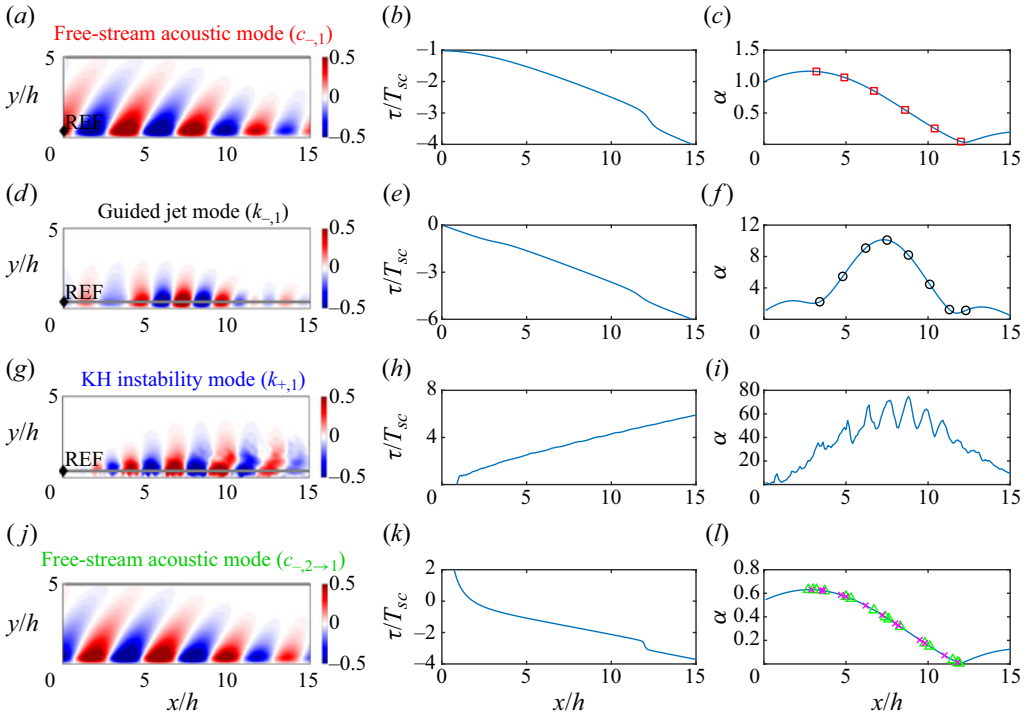 (a)
Free-stream acoustic mode (c₋,₁)
y/h
5
0
REF
0.5
0
–0.5
0 5 10 15
(b)
τ/Tsc
–1
–2
–3
–4
0 5 10 15
(c)
α
1.5
1.0
0.5
0 5 10 15
(d)
Guided jet mode (k₋,₁)
y/h
5
0
REF
0.5
0
–0.5
0 5 10 15
(e)
τ/Tsc
0
–3
–6
0 5 10 15
(f)
α
12
8
4
0 5 10 15
(g)
KH instability mode (k₊,₁)
y/h
5
0
REF
0.5
0
–0.5
0 5 10 15
(h)
τ/Tsc
8
4
0 5 10 15
(i)
α
80
60
40
20
0 5 10 15
(j)
Free-stream acoustic mode (c₋,₂→₁)
y/h
5
0
0.5
0
–0.5
0 5 10 15
x/h
(k)
τ/Tsc
2
0
–2
–4
0 5 10 15
x/h
(l)
α
0.8
0.6
0.4
0.2
0 5 10 15
x/h